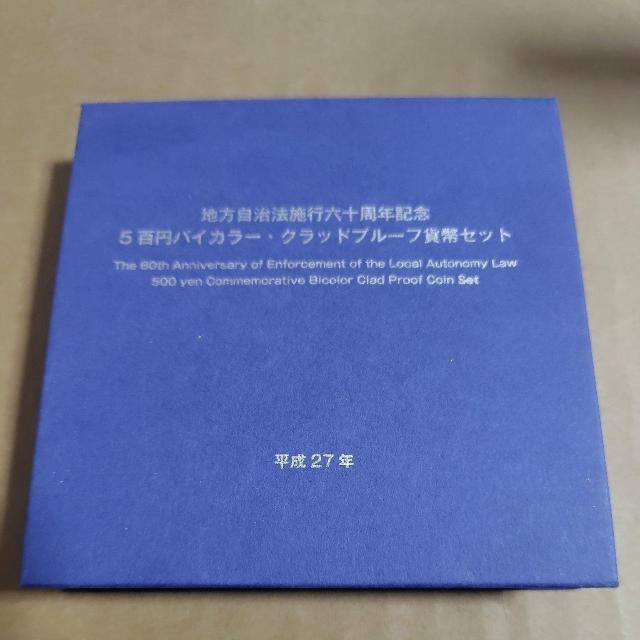 地方自治法施行六十周年記念
5百円バイカラー・クラッドプルーフ貨幣セット
The 60th Anniversary of Enforcement of the Local Autonomy Law
500 yen Commemorative Bicolor Clad Proof Coin Set
平成27年